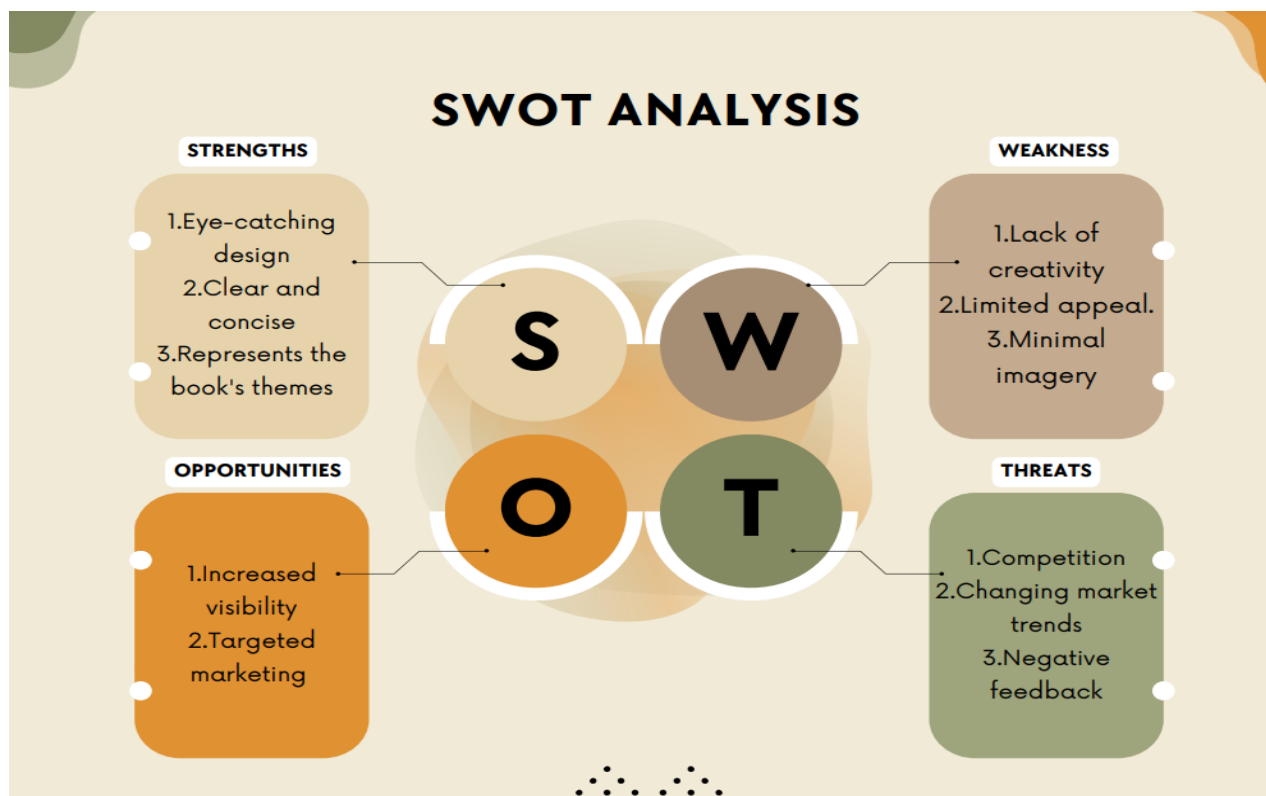 SWOT ANALYSIS
STRENGTHS
1.Eye-catching
design
2.Clear and
concise
3.Represents the
book's themes
S
W
WEAKNESS
1.Lack of
creativity
2.Limited appeal.
3.Minimal
imagery
OPPORTUNITIES
1.Increased
visibility
2.Targeted
marketing
O
T
THREATS
1.Competition
2.Changing market
trends
3.Negative
feedback